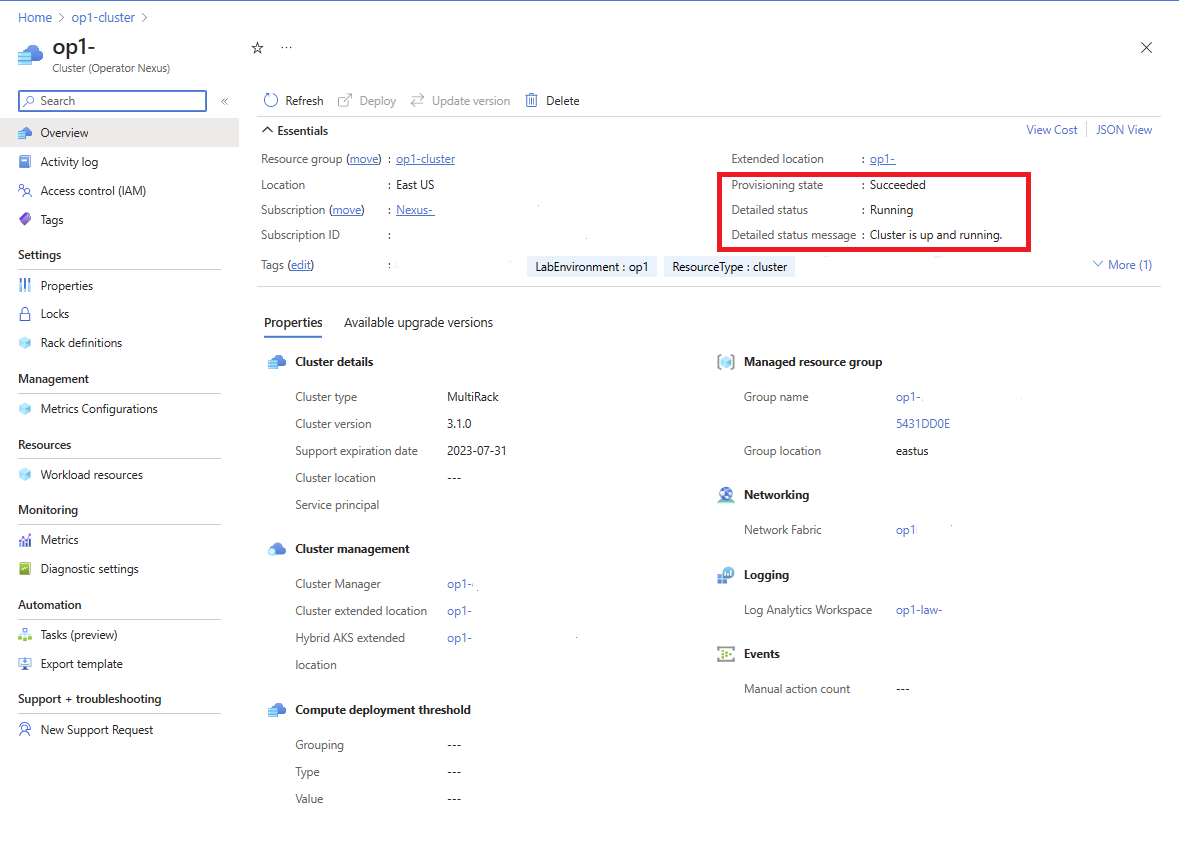 Home > op1-cluster >
op1-
Cluster (Operator Nexus)
Search
«
Overview
Activity log
Access control (IAM)
Tags
Settings
Properties
Locks
Rack definitions
Management
Metrics Configurations
Resources
Workload resources
Monitoring
Metrics
Diagnostic settings
Automation
Tasks (preview)
Export template
Support + troubleshooting
New Support Request
Refresh Deploy Update version Delete
Essentials
View Cost JSON View
Resource group (move) : op1-cluster
Location : East US
Subscription (move) : Nexus-
Subscription ID :
Extended location : op1-
Provisioning state : Succeeded
Detailed status : Running
Detailed status message : Cluster is up and running.
Tags (edit) : LabEnvironment : op1 ResourceType : cluster More (1)
Properties Available upgrade versions
Cluster details
Cluster type MultiRack
Cluster version 3.1.0
Support expiration date 2023-07-31
Cluster location ---
Service principal
Cluster management
Cluster Manager op1-
Cluster extended location op1-
Hybrid AKS extended op1-
location
Compute deployment threshold
Grouping ---
Type ---
Value ---
Managed resource group
Group name op1-
5431DD0E
Group location eastus
Networking
Network Fabric op1
Logging
Log Analytics Workspace op1-law-
Events
Manual action count ---